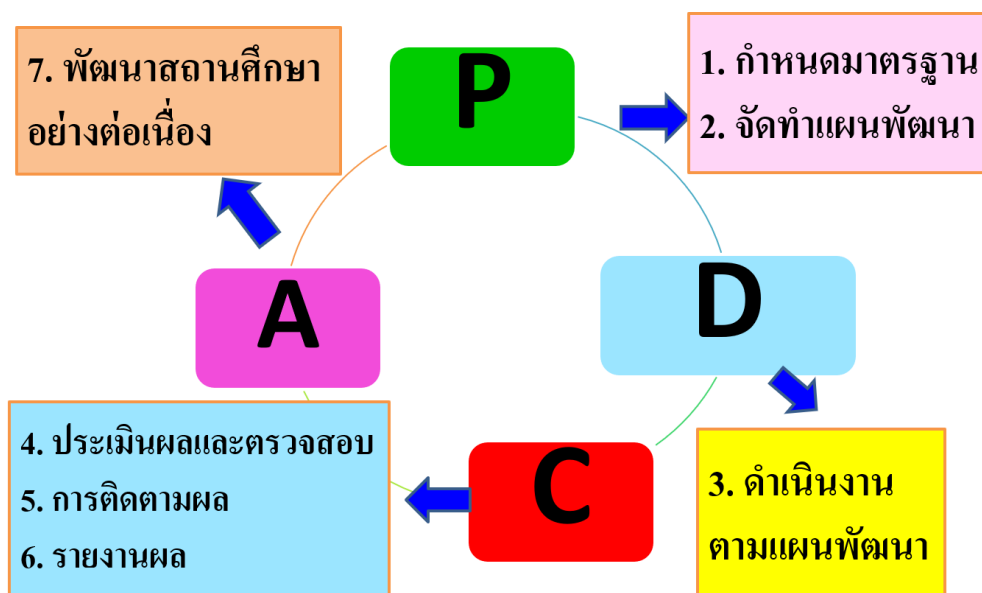 P
1. กำหนดมาตรฐาน
2. จัดทำแผนพัฒนา
D
3. ดำเนินงาน
ตามแผนพัฒนา
C
4. ประเมินผลและตรวจสอบ
5. การติดตามผล
6. รายงานผล
A
7. พัฒนาสถานศึกษา
อย่างต่อเนื่อง